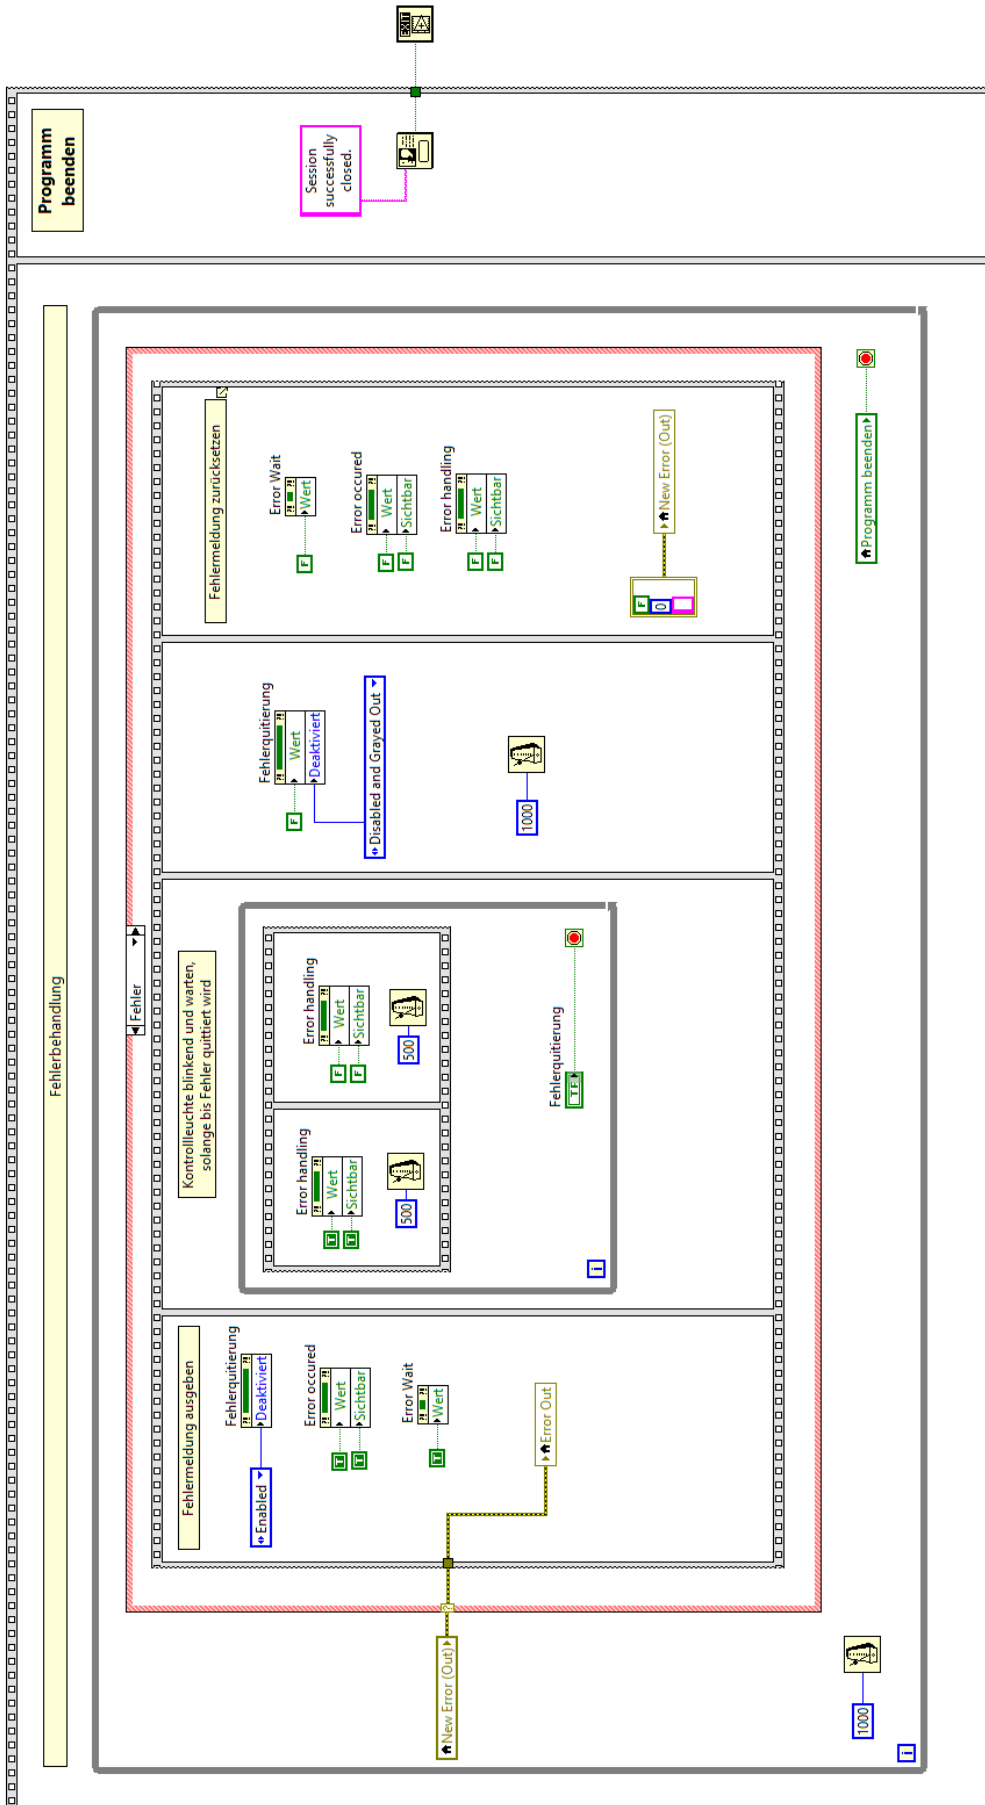 Fehlerbehandlung
New Error (Out)
1000
i
Fehler
Fehlermeldung ausgeben
Fehlerquitierung
Enabled
Deaktiviert
Error occured
T
Wert
T
Sichtbar
Error Wait
T
Wert
Error Out
Kontrollleuchte blinkend und warten,
solange bis Fehler quittiert wird
Error handling
T
Wert
T
Sichtbar
500
Error handling
F
Wert
F
Sichtbar
500
Fehlerquitierung
TF
i
Fehlerquitierung
F
Wert
Deaktiviert
Disabled and Grayed Out
1000
Fehlermeldung zurücksetzen
Error Wait
F
Wert
Error occured
F
Wert
F
Sichtbar
Error handling
F
Wert
F
Sichtbar
F
0
New Error (Out)
Programm beenden
Programm
beenden
Session
successfully
closed.
EXIT